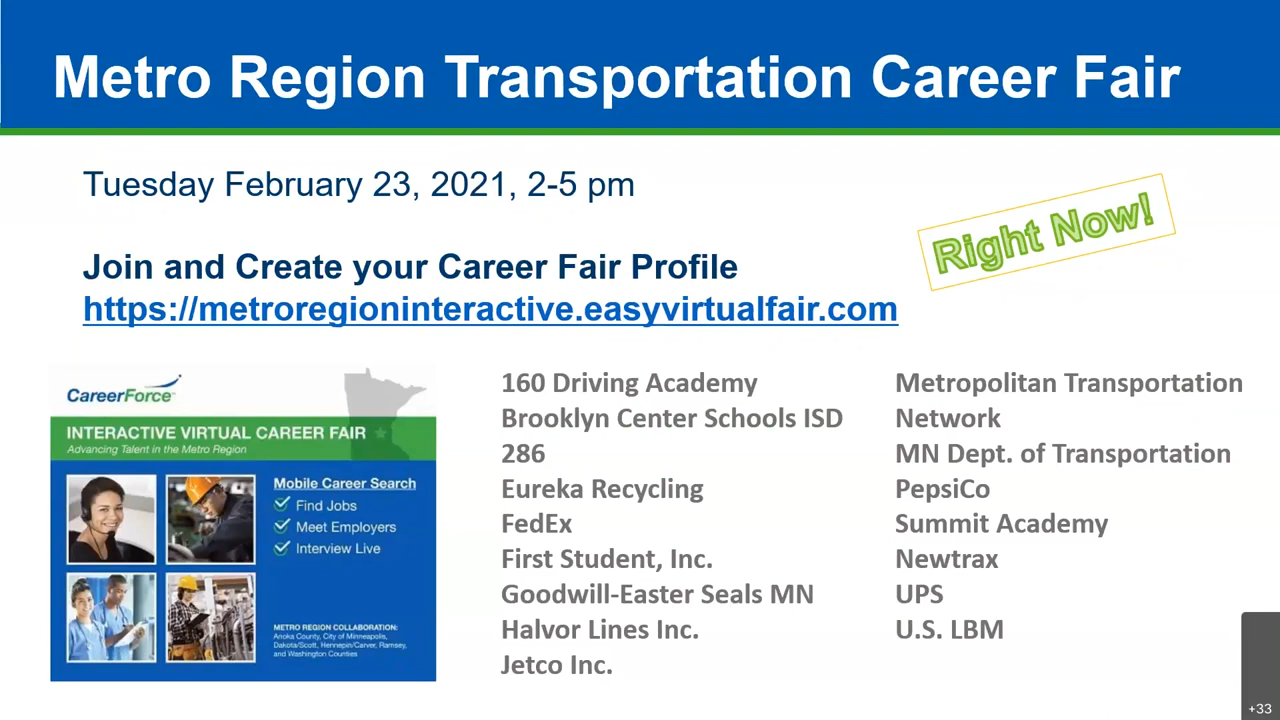 Metro Region Transportation Career Fair
Tuesday February 23, 2021, 2-5 pm
Right Now!
Join and Create your Career Fair Profile
https://metroregioninteractive.easyvirtualfair.com
CareerForce™
INTERACTIVE VIRTUAL CAREER FAIR
Advancing Talent in the Metro Region
Mobile Career Search
Find Jobs
Meet Employers
Interview Live
METRO REGION COLLABORATION:
Anoka County, City of Minneapolis,
Dakota/Scott, Hennepin/Carver, Ramsey,
and Washington Counties
160 Driving Academy
Brooklyn Center Schools ISD
286
Eureka Recycling
FedEx
First Student, Inc.
Goodwill-Easter Seals MN
Halvor Lines Inc.
Jetco Inc.
Metropolitan Transportation
Network
MN Dept. of Transportation
PepsiCo
Summit Academy
Newtrax
UPS
U.S. LBM
+33